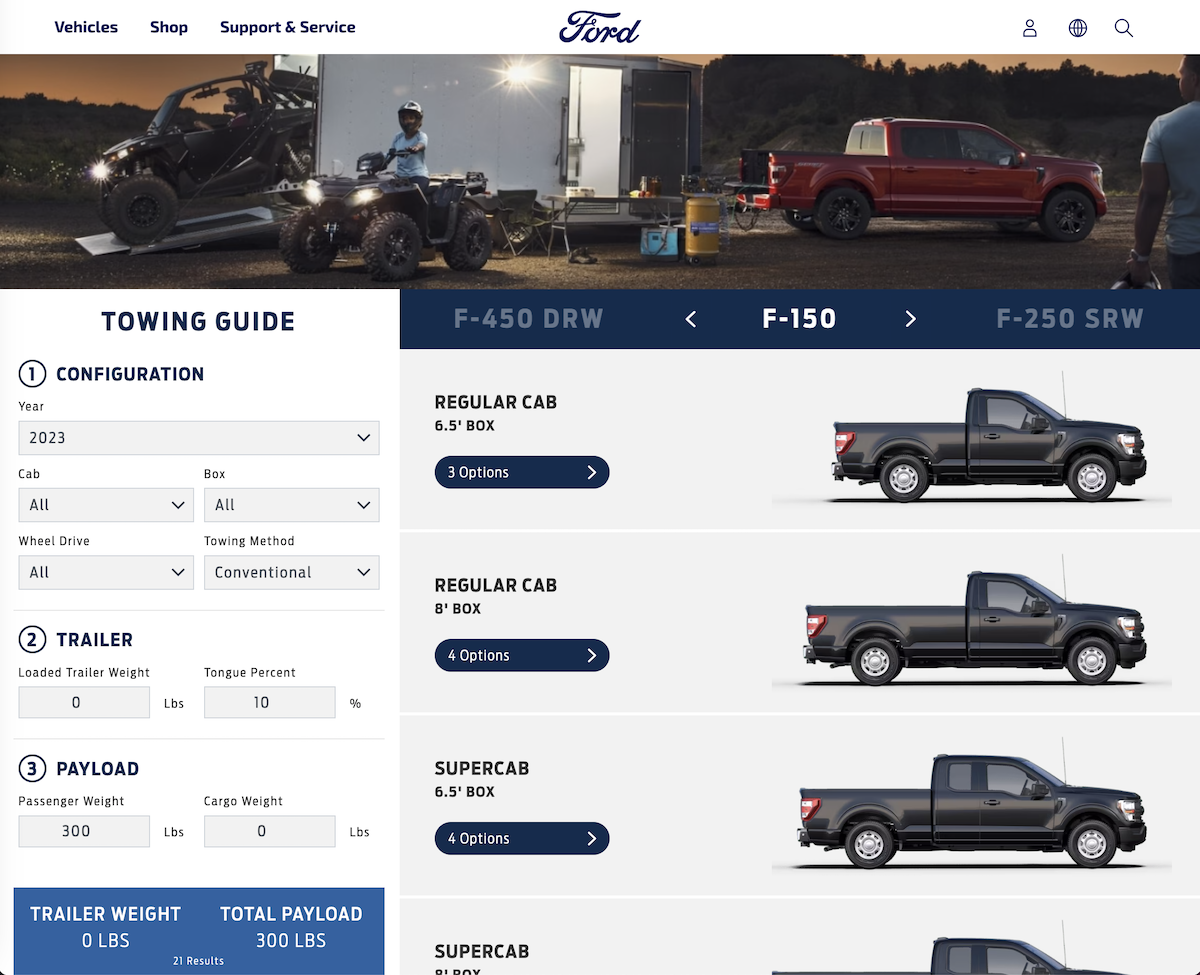 Vehicles
Shop
Support & Service
Ford
TOWING GUIDE
1 CONFIGURATION
Year
2023
Cab
Box
All
All
Wheel Drive
Towing Method
All
Conventional
2 TRAILER
Loaded Trailer Weight
Tongue Percent
0 Lbs
10 %
3 PAYLOAD
Passenger Weight
Cargo Weight
300 Lbs
0 Lbs
TRAILER WEIGHT
TOTAL PAYLOAD
0 LBS
300 LBS
21 Results
F-450 DRW
F-150
F-250 SRW
REGULAR CAB
6.5' BOX
3 Options
REGULAR CAB
8' BOX
4 Options
SUPERCAB
6.5' BOX
4 Options
SUPERCAB
8' BOX